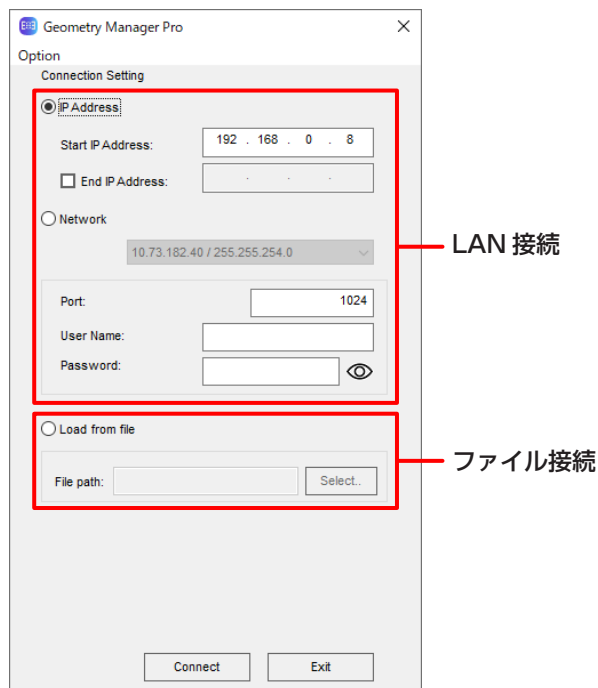 Geometry Manager Pro
Option
Connection Setting
IP Address
Start IP Address: 192 . 168 . 0 . 8
End IP Address: . . .
Network
10.73.182.40 / 255.255.254.0
LAN 接続
Port: 1024
User Name:
Password:
Load from file
ファイル接続
File path: Select..
Connect Exit